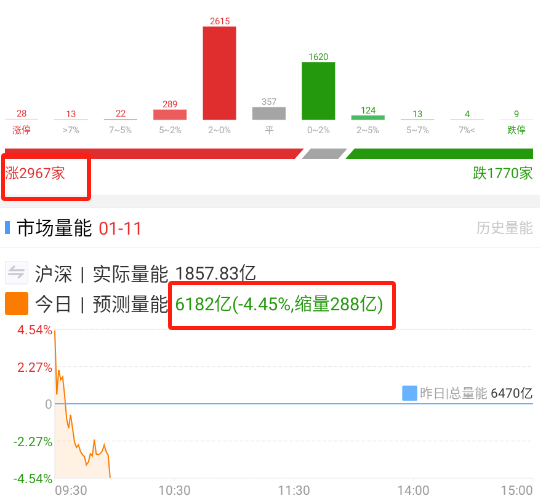 2615
1620
357
289
124
28 13 22 13 4 9
涨停 >7% 7~5% 5~2% 2~0% 平 0~2% 2~5% 5~7% 7%< 跌停
涨2967家 跌1770家
市场量能 01-11 历史量能
沪深 | 实际量能 1857.83亿
今日 | 预测量能 6182亿(-4.45%,缩量288亿)
4.54%
2.27%
昨日|总量能 6470亿
0
-2.27%
-4.54%
09:30 10:30 11:30 14:00 15:00